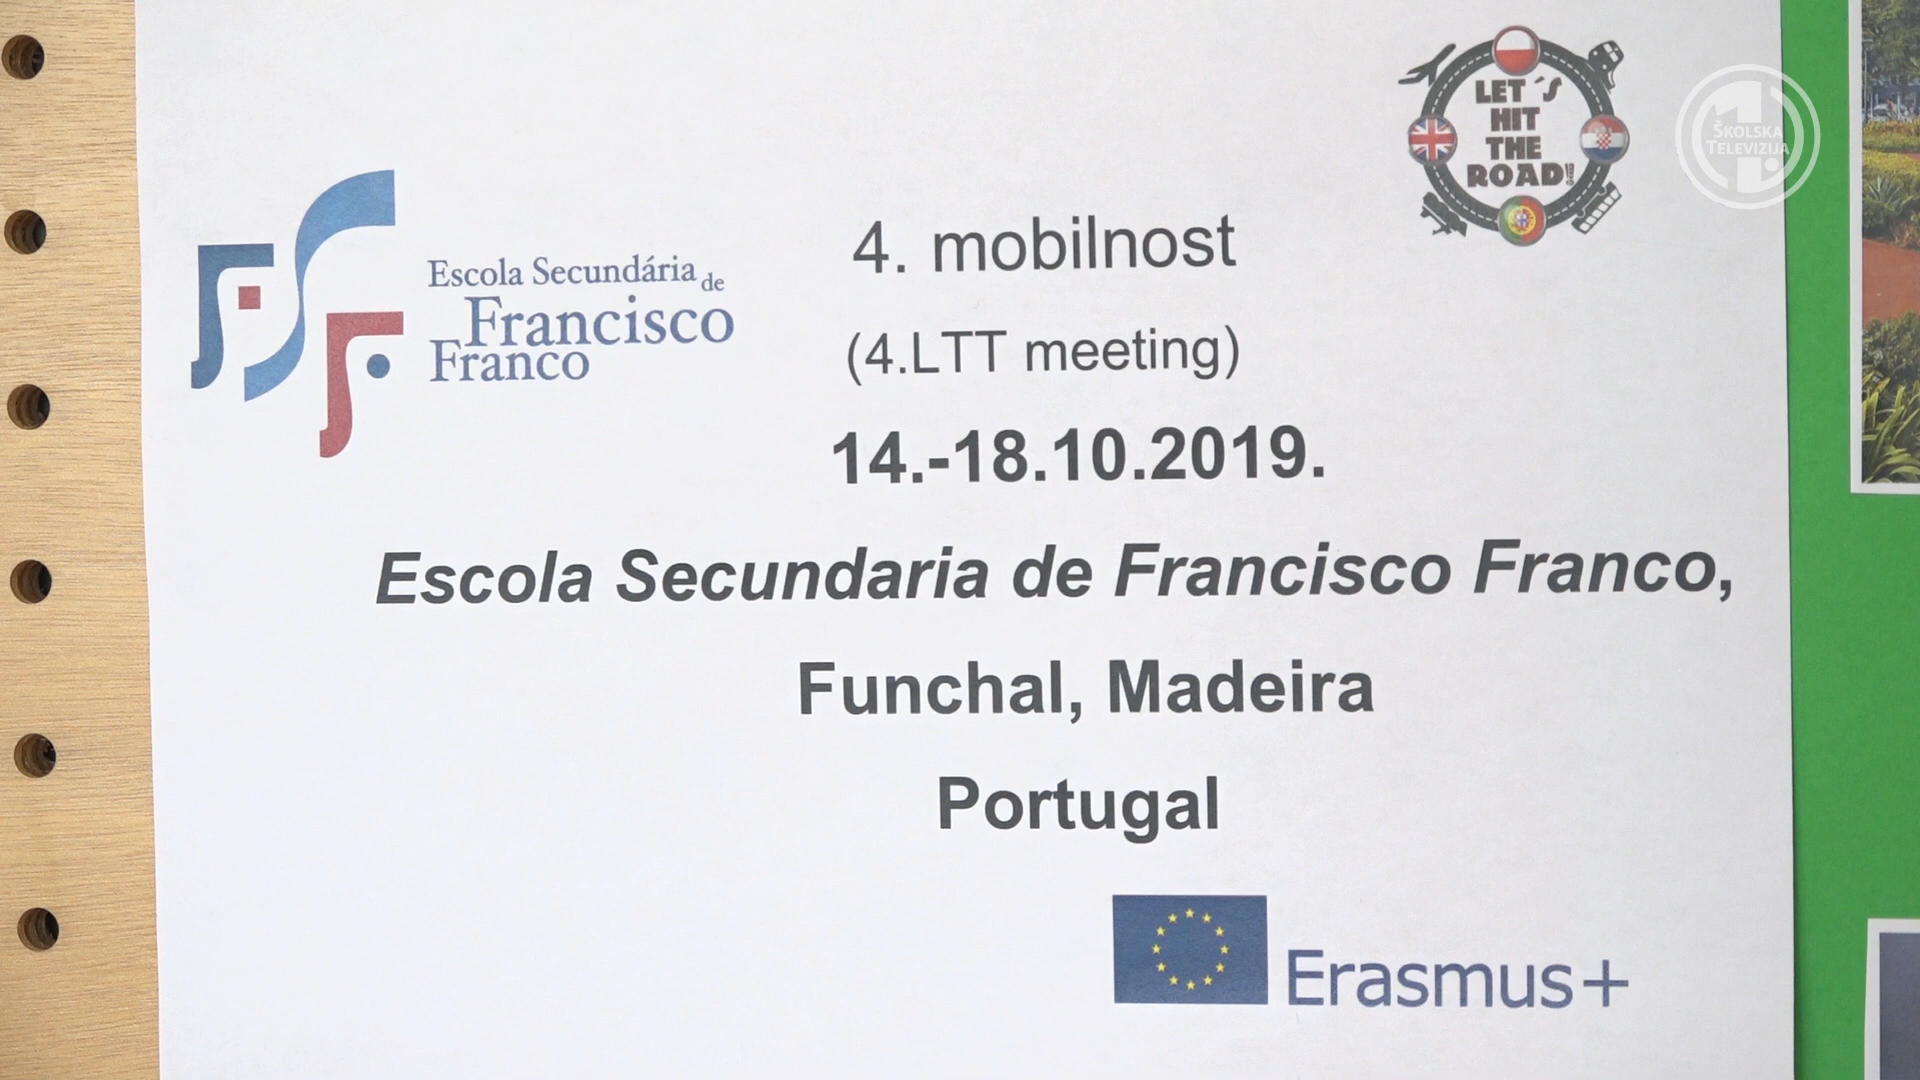 LET´S
HIT
THE
ROAD!
ŠKOLSKA
TELEVIZIJA
Escola Secundária de
Francisco
Franco
4. mobilnost
(4.LTT meeting)
14.-18.10.2019.
Escola Secundaria de Francisco Franco,
Funchal, Madeira
Portugal
Erasmus+